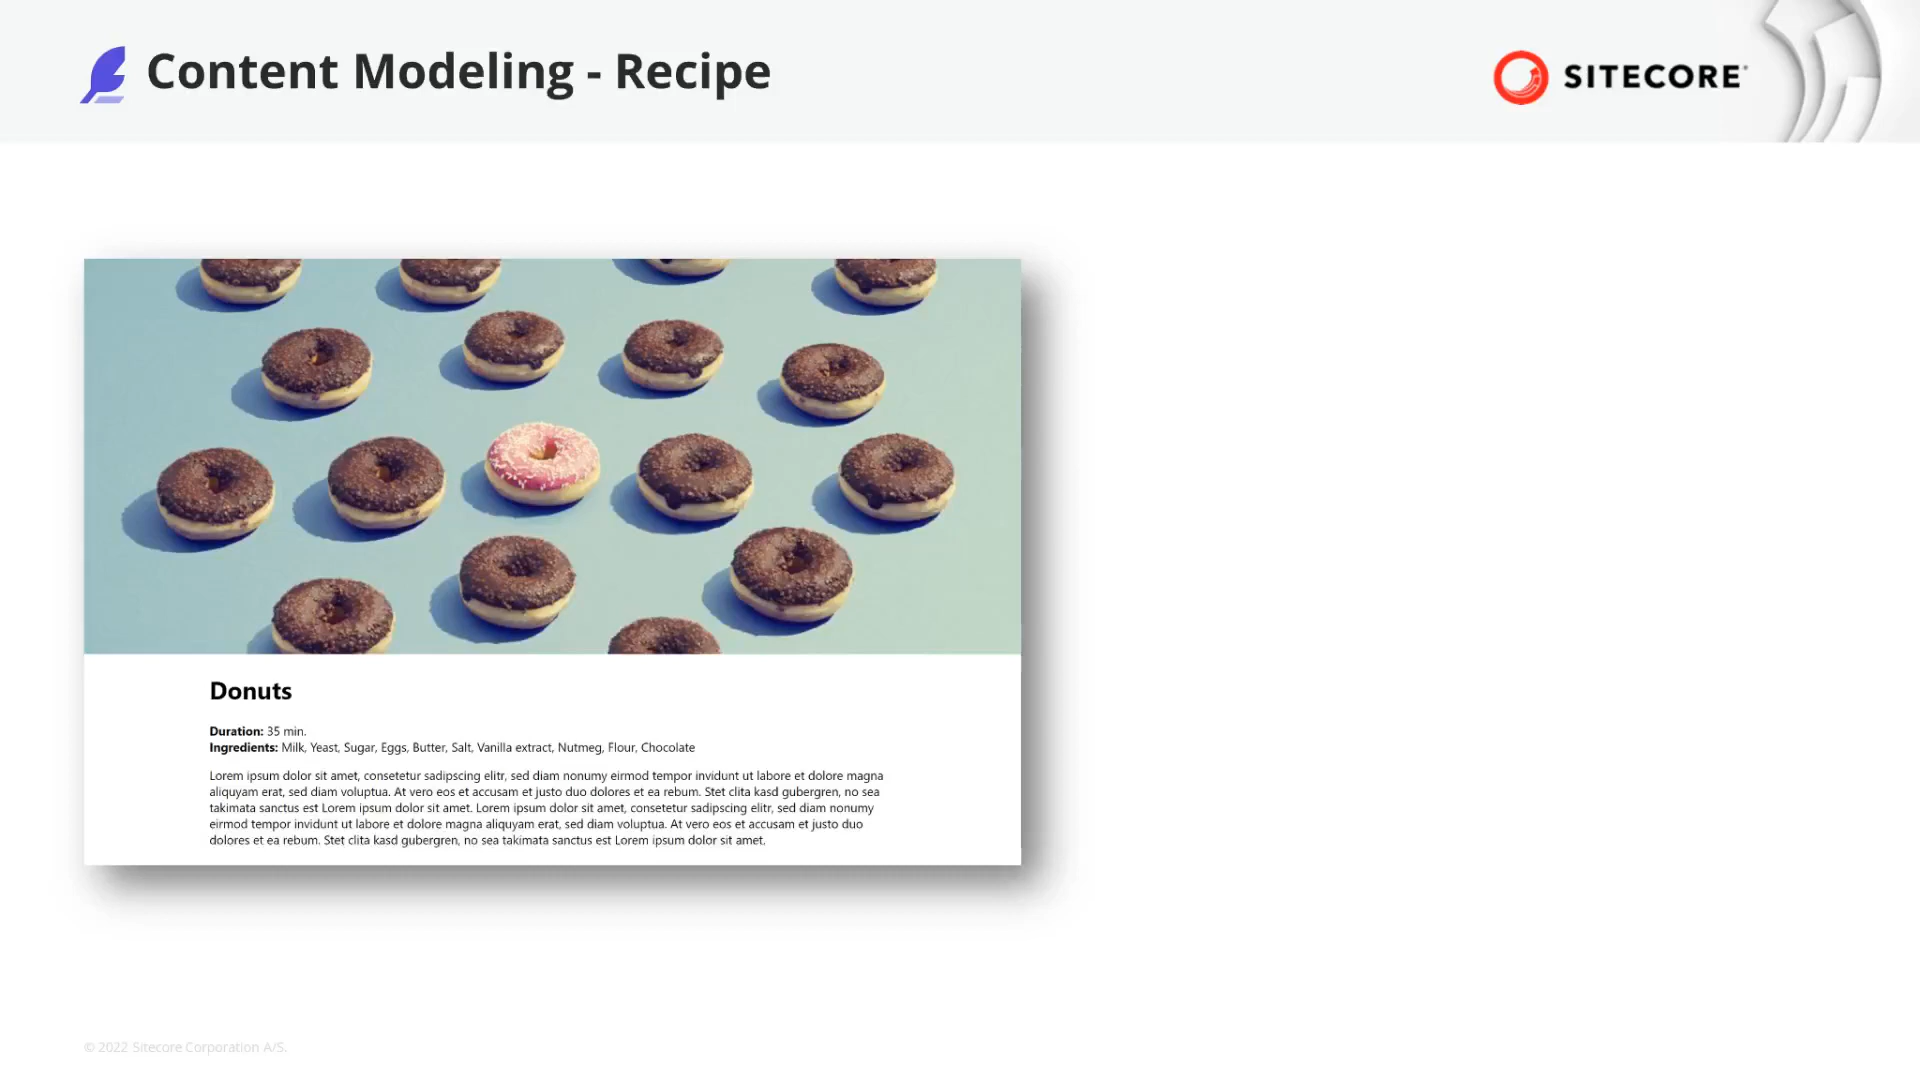 Content Modeling - Recipe
SITECORE
Donuts
Duration: 35 min.
Ingredients: Milk, Yeast, Sugar, Eggs, Butter, Salt, Vanilla extract, Nutmeg, Flour, Chocolate
Lorem ipsum dolor sit amet, consetetur sadipscing elitr, sed diam nonumy eirmod tempor invidunt ut labore et dolore magna
aliquyam erat, sed diam voluptua. At vero eos et accusam et justo duo dolores et ea rebum. Stet clita kasd gubergren, no sea
takimata sanctus est Lorem ipsum dolor sit amet. Lorem ipsum dolor sit amet, consetetur sadipscing elitr, sed diam nonumy
eirmod tempor invidunt ut labore et dolore magna aliquyam erat, sed diam voluptua. At vero eos et accusam et justo duo
dolores et ea rebum. Stet clita kasd gubergren, no sea takimata sanctus est Lorem ipsum dolor sit amet.
© 2022 Sitecore Corporation A/S.